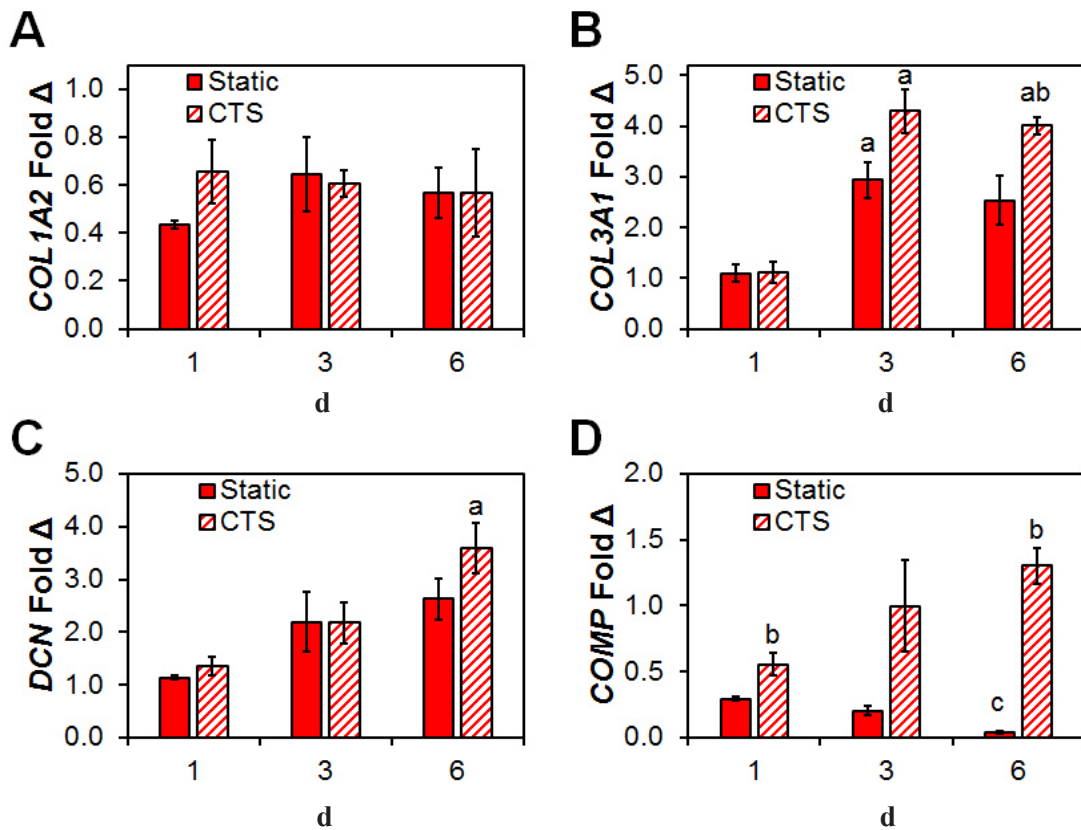 A
COL1A2 Fold Δ
1.0
0.8
0.6
0.4
0.2
0.0
Static
CTS
1 3 6
d
B
COL3A1 Fold Δ
5.0
4.0
3.0
2.0
1.0
0.0
Static
CTS
a
a
ab
1 3 6
d
C
DCN Fold Δ
5.0
4.0
3.0
2.0
1.0
0.0
Static
CTS
a
1 3 6
d
D
COMP Fold Δ
2.0
1.5
1.0
0.5
0.0
Static
CTS
b
c
b
1 3 6
d